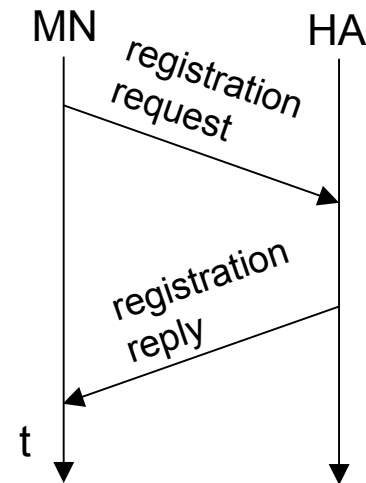 MN
HA
registration
request
registration
reply
t